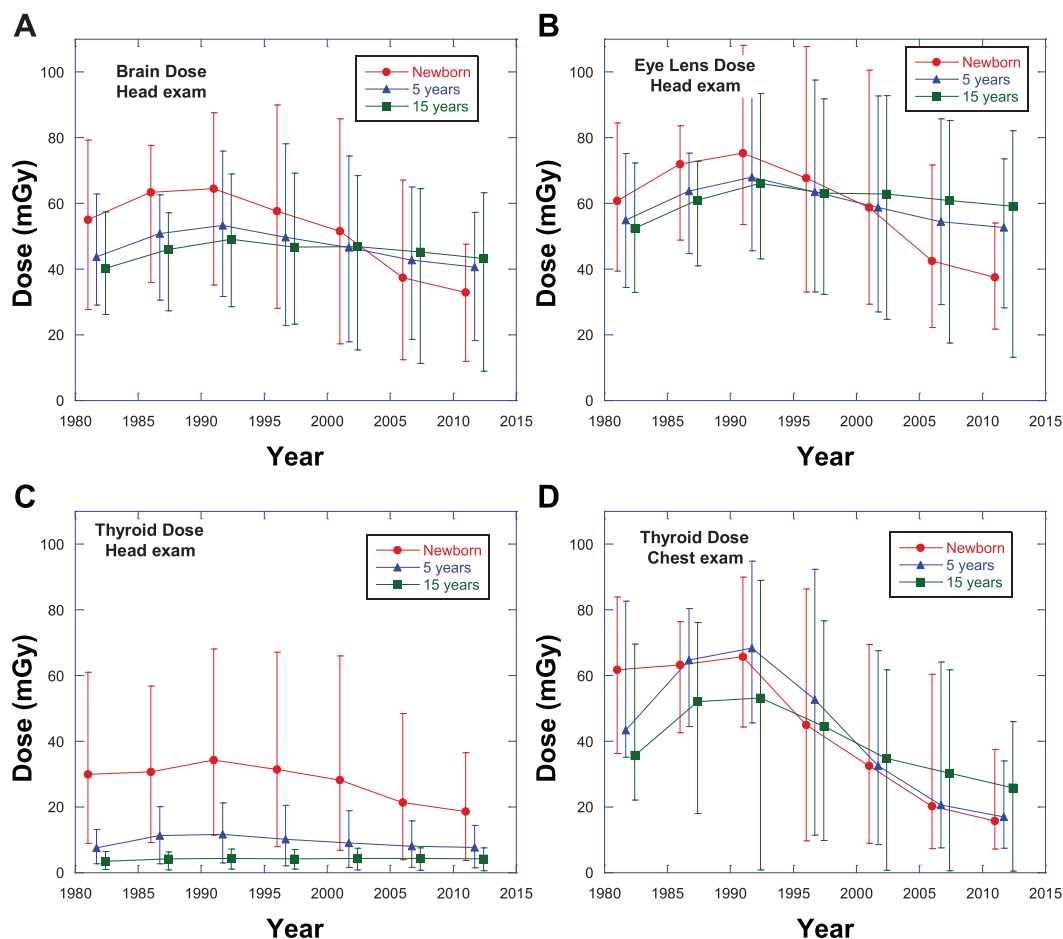 A
Brain Dose
Head exam
Newborn
5 years
15 years
Dose (mGy)
100
80
60
40
20
0
1980 1985 1990 1995 2000 2005 2010 2015
Year
B
Eye Lens Dose
Head exam
Newborn
5 years
15 years
Dose (mGy)
100
80
60
40
20
0
1980 1985 1990 1995 2000 2005 2010 2015
Year
C
Thyroid Dose
Head exam
Newborn
5 years
15 years
Dose (mGy)
100
80
60
40
20
0
1980 1985 1990 1995 2000 2005 2010 2015
Year
D
Thyroid Dose
Chest exam
Newborn
5 years
15 years
Dose (mGy)
100
80
60
40
20
0
1980 1985 1990 1995 2000 2005 2010 2015
Year